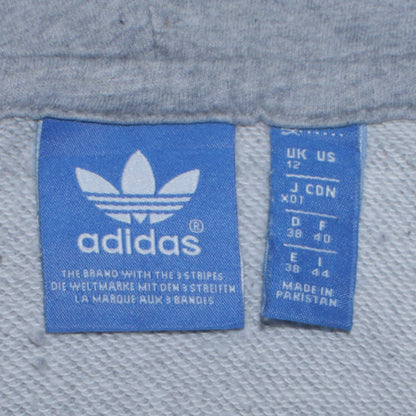 adidas®
THE BRAND WITH THE 3 STRIPES
DIE WELTMARKE MIT DEN 3 STREIFEN
LA MARQUE AUX 3 BANDES
UK US
12
J CDN
XOT
D F
38 40
E I
38 44
MADE IN
PAKISTAN